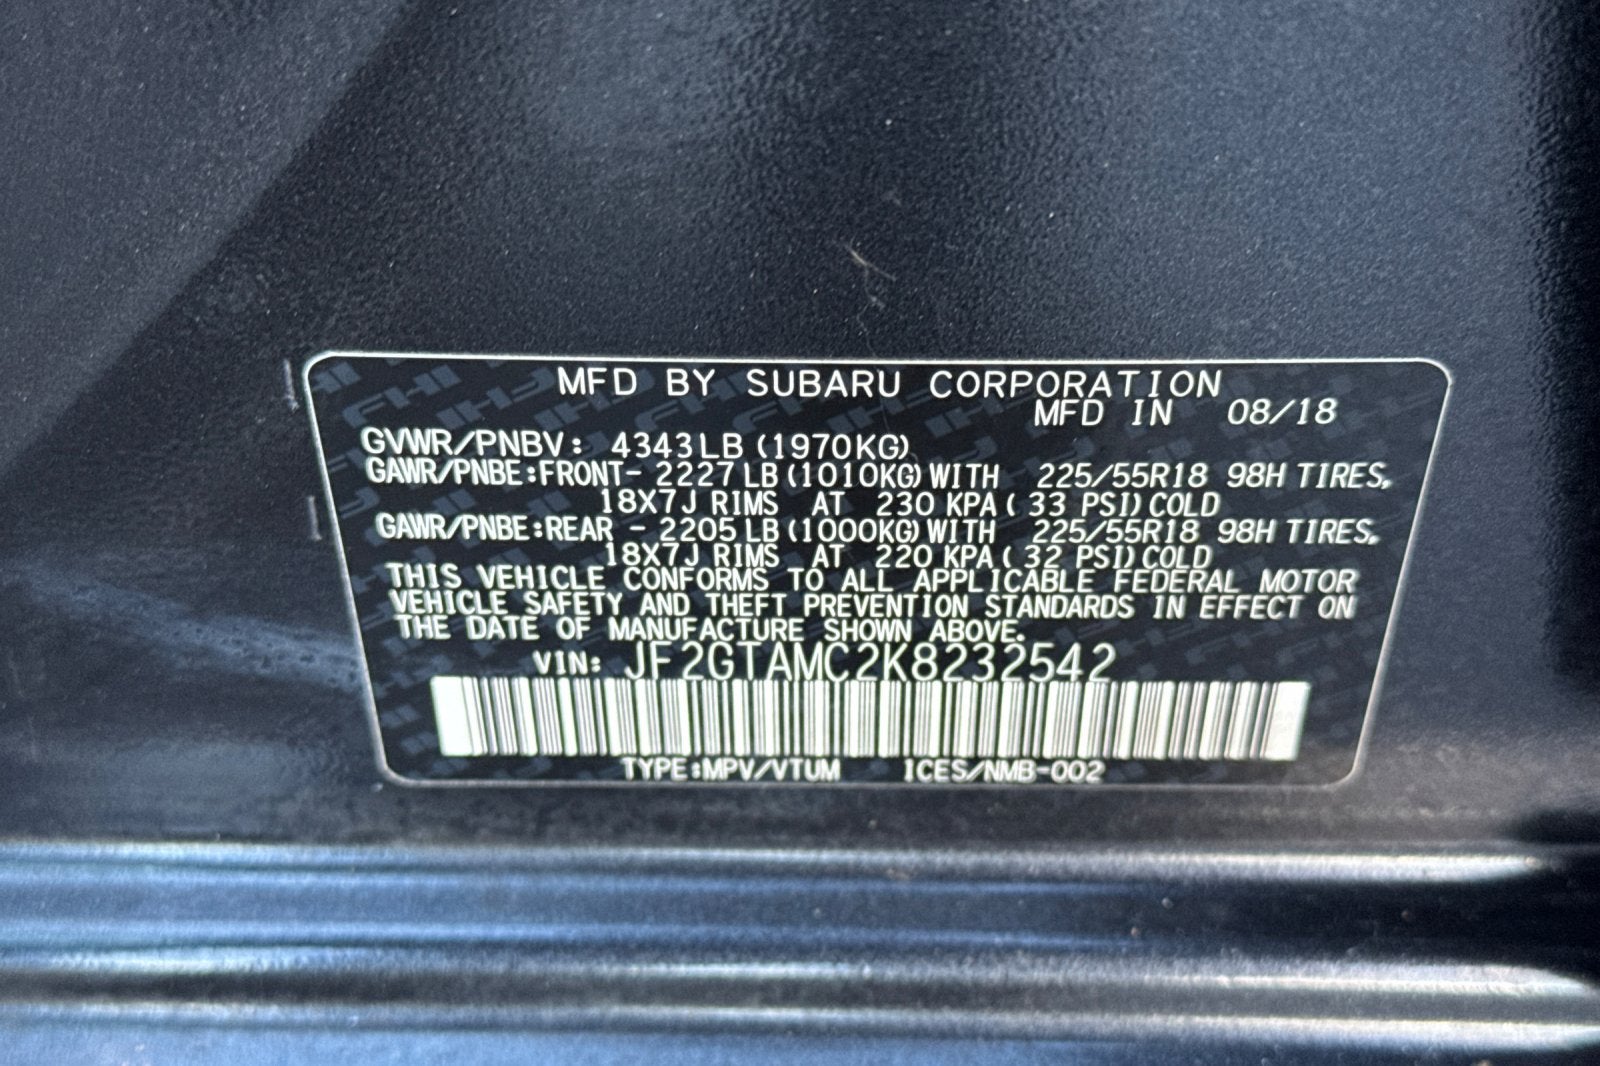 MFD BY SUBARU CORPORATION
MFD IN 08/18
GVWR/PNBV: 4343LB (1970KG)
GAWR/PNBE:FRONT- 2227 LB (1010KG) WITH 225/55R18 98H TIRES,
18X7J RIMS AT 230 KPA ( 33 PSI) COLD
GAWR/PNBE:REAR - 2205 LB (1000KG) WITH 225/55R18 98H TIRES,
18X7J RIMS AT 220 KPA ( 32 PSI) COLD
THIS VEHICLE CONFORMS TO ALL APPLICABLE FEDERAL MOTOR
VEHICLE SAFETY AND THEFT PREVENTION STANDARDS IN EFFECT ON
THE DATE OF MANUFACTURE SHOWN ABOVE.
VIN: JF2GTAMC2K8232542
TYPE:MPV/VTUM ICES/NMB-002